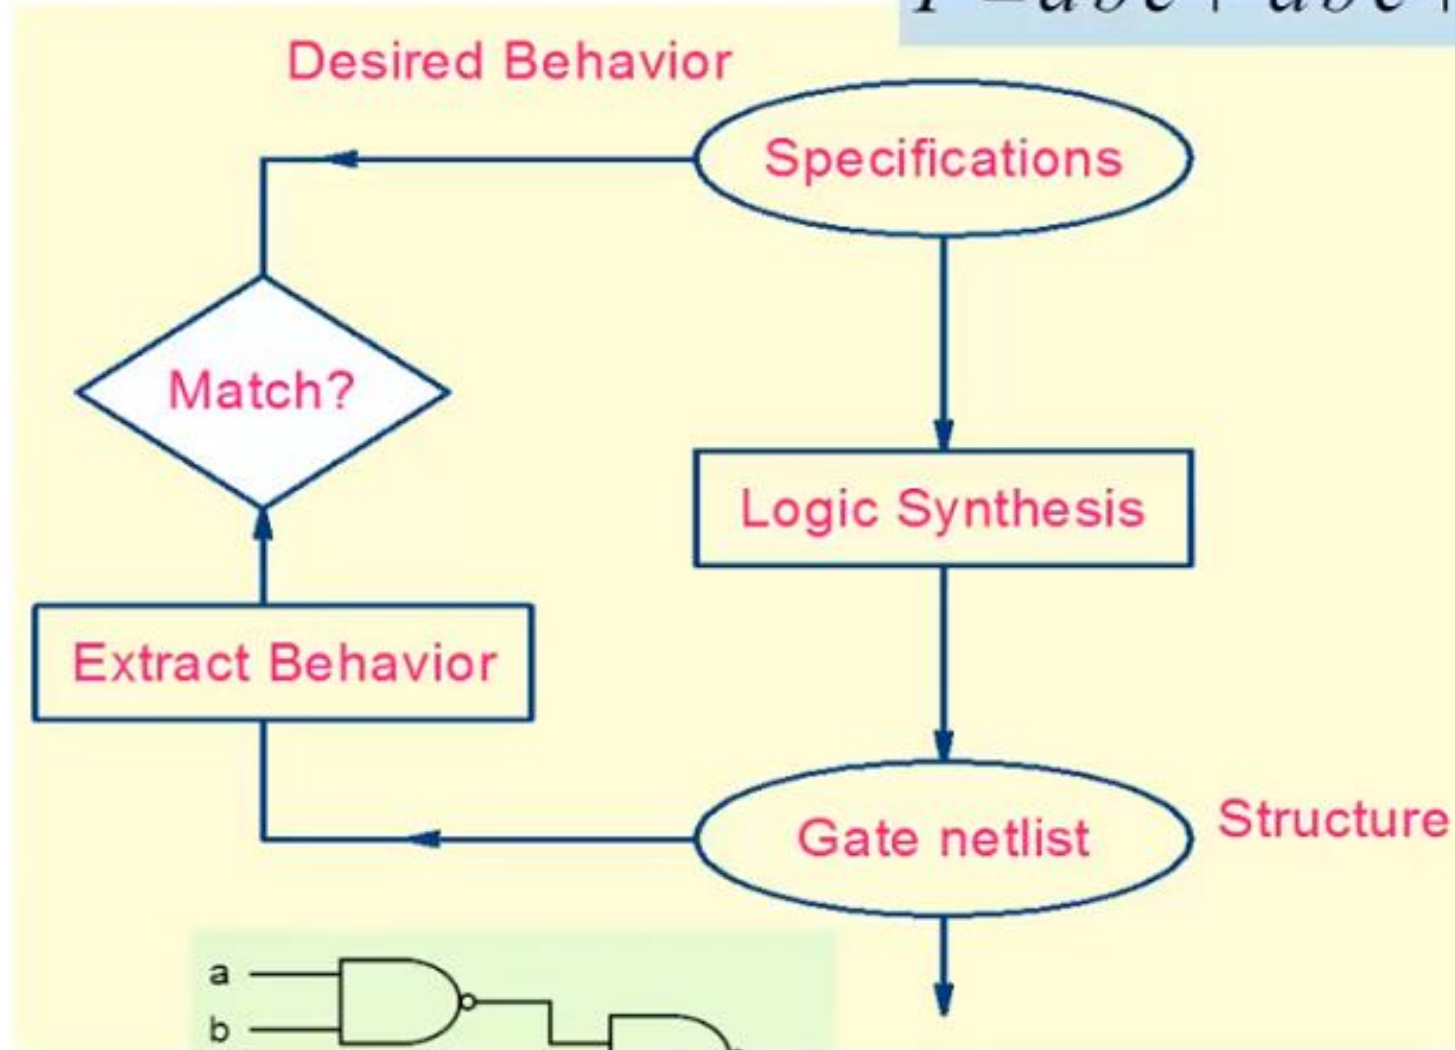 Desired Behavior
Specifications
Match?
Logic Synthesis
Extract Behavior
Gate netlist
Structure
a
b